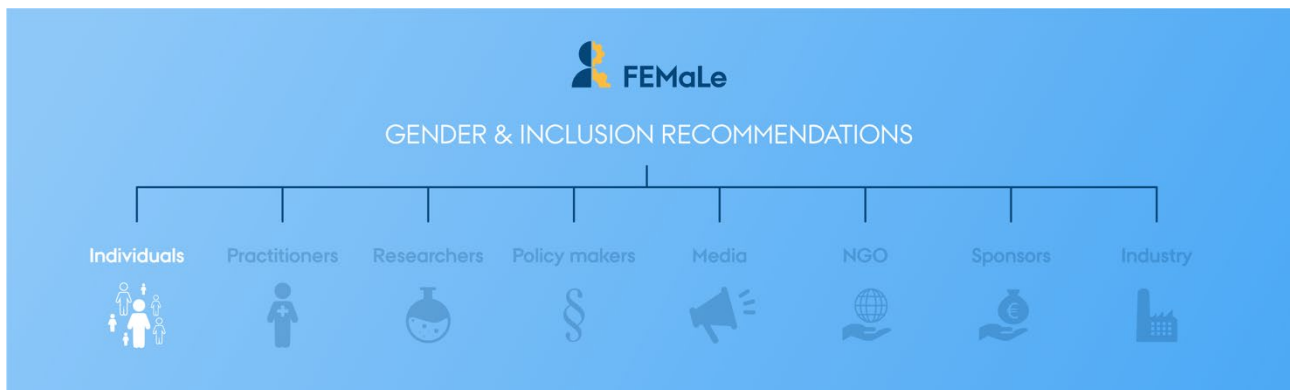 FEMaLe
GENDER & INCLUSION RECOMMENDATIONS
Individuals Practitioners Researchers Policy makers Media NGO Sponsors Industry
§
€